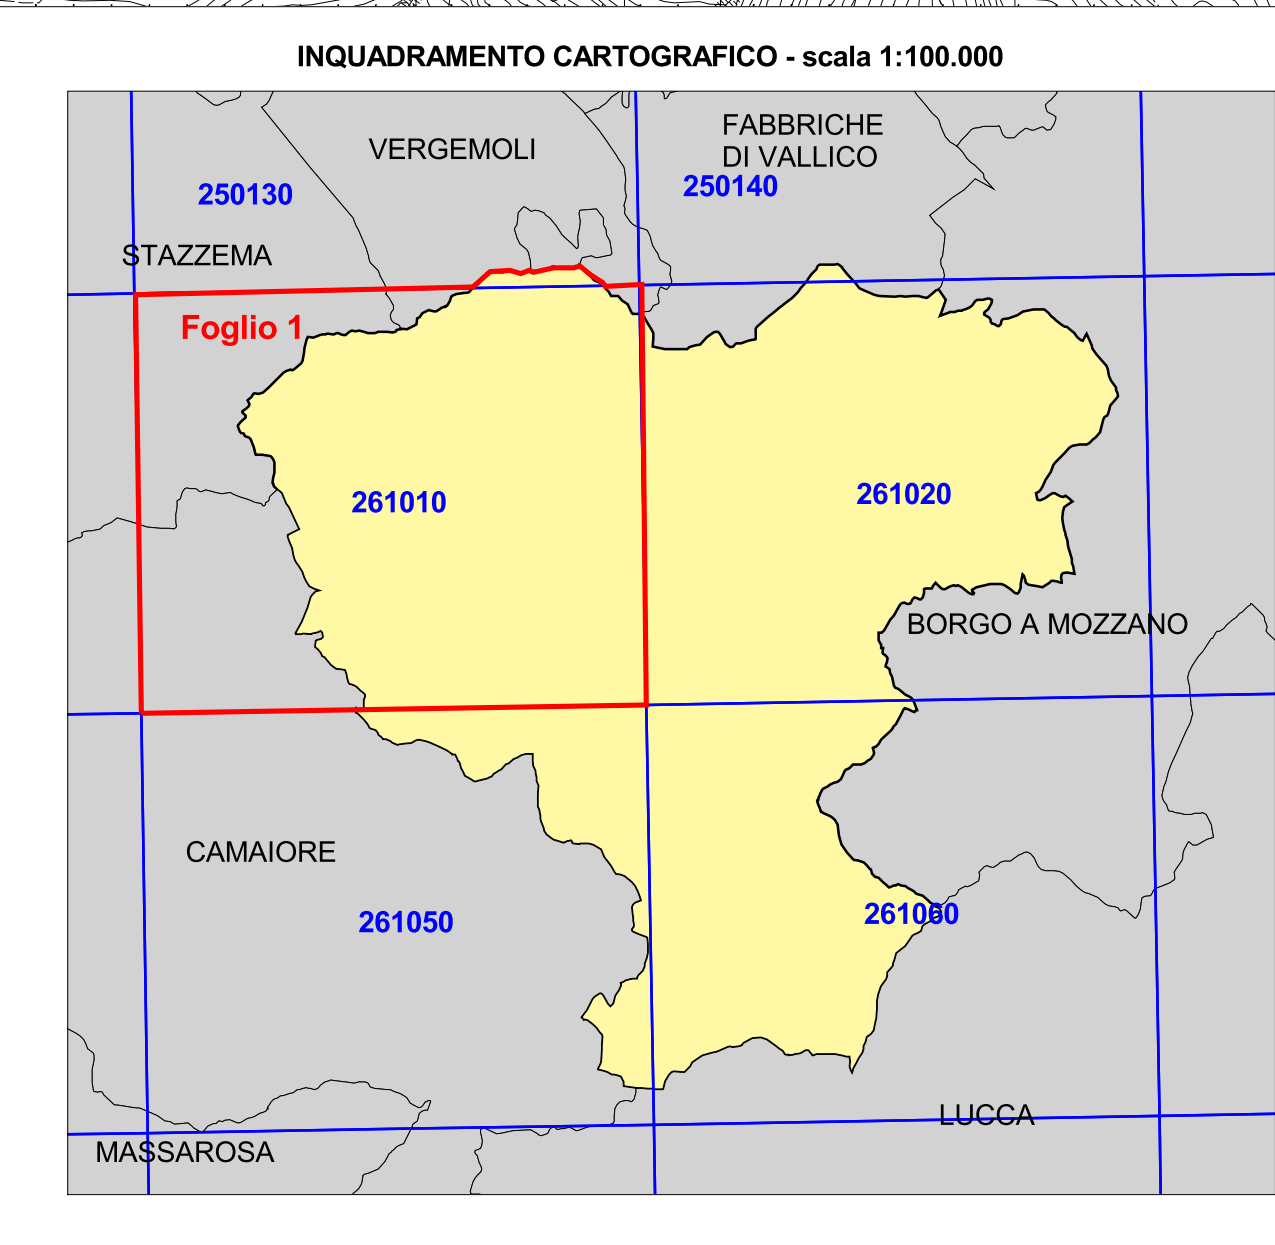 INQUADRAMENTO CARTOGRAFICO - scala 1:100.000
FABBRICHE
DI VALLICO
VERGEMOLI
250130
250140
STAZZEMA
Foglio 1
261010
261020
BORGO A MOZZANO
CAMAIORE
261050
261060
LUCCA
MASSAROSA